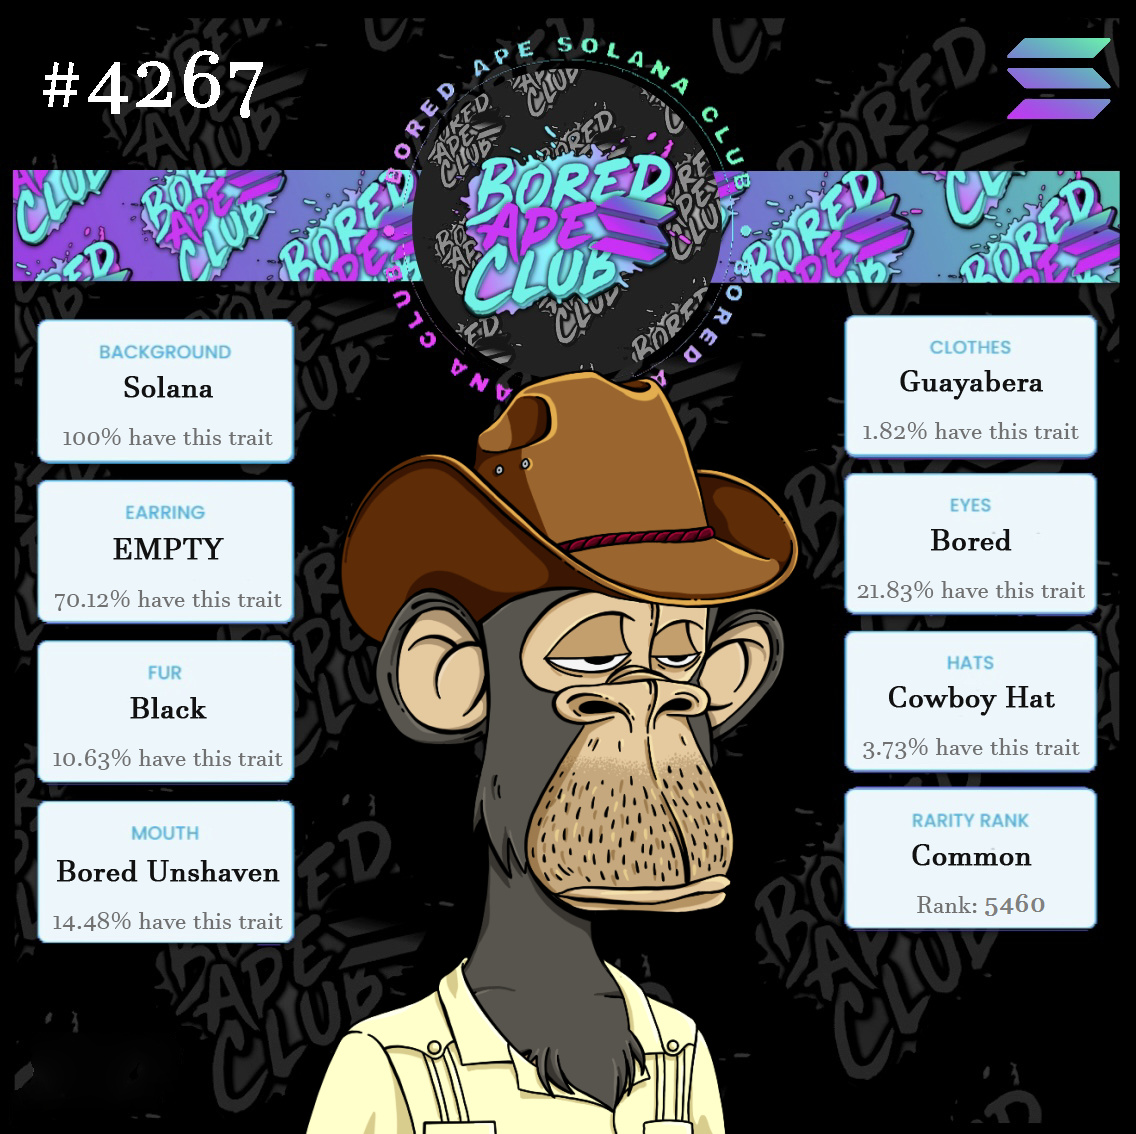 #4267
BORED APE SOLANA CLUB
BORED
APE
CLUB
BACKGROUND
Solana
100% have this trait
EARRING
EMPTY
70.12% have this trait
FUR
Black
10.63% have this trait
MOUTH
Bored Unshaven
14.48% have this trait
CLOTHES
Guayabera
1.82% have this trait
EYES
Bored
21.83% have this trait
HATS
Cowboy Hat
3.73% have this trait
RARITY RANK
Common
Rank: 5460